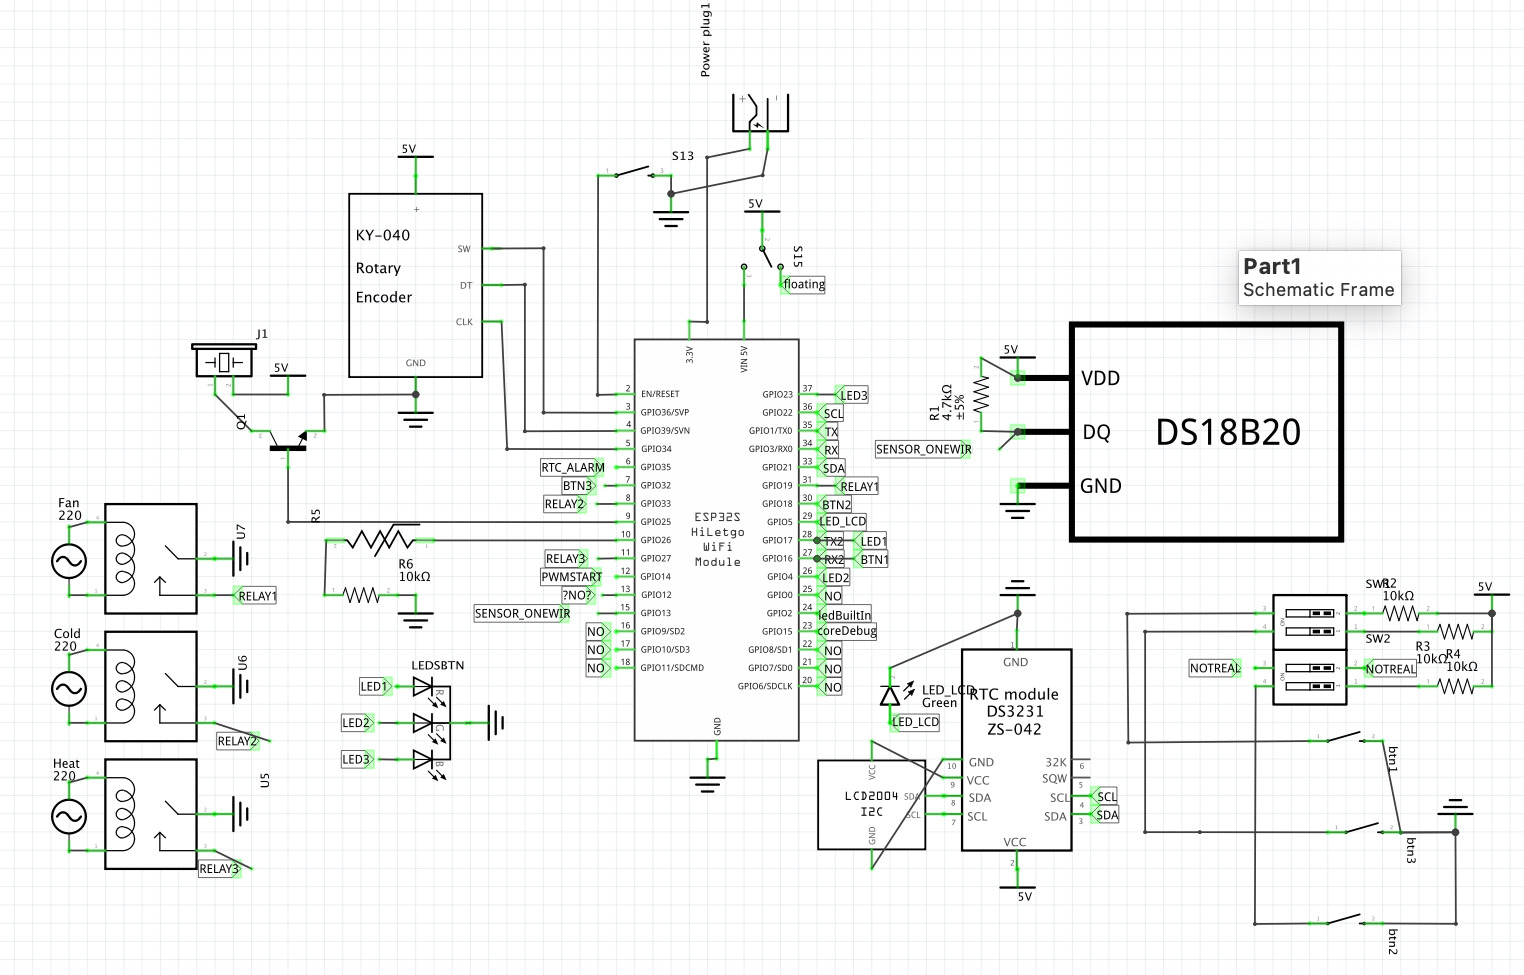 Power plug1
+
-
S13
1
3
5V
KY-040
Rotary
Encoder
+
SW
DT
CLK
GND
5V
S15
floating
J1
5V
Q1
3.3V
VIN 5V
2
EN/RESET
3
GPIO36/SVP
4
GPIO39/SVN
5
GPIO34
RTC_ALARM
6
GPIO35
BTN3
7
GPIO32
RELAY2
8
GPIO33
9
GPIO25
10
GPIO26
RELAY3
11
GPIO27
PWMSTART
12
GPIO14
?NO?
13
GPIO12
SENSOR_ONEWIR
15
GPIO13
NO
16
GPIO9/SD2
NO
17
GPIO10/SD3
NO
18
GPIO11/SDCMD
ESP32S
HiLetgo
WiFi
Module
GND
GPIO23
37
LED3
GPIO22
36
SCL
GPIO1/TX0
35
TX
GPIO3/RX0
34
RX
GPIO21
33
SDA
GPIO19
31
RELAY1
GPIO18
30
BTN2
GPIO5
29
LED_LCD
GPIO17
28
TX2
LED1
GPIO16
27
RX2
BTN1
GPIO4
26
LED2
GPIO0
25
NO
GPIO2
24
ledBuiltIn
GPIO15
23
coreDebug
GPIO8/SD1
22
NO
GPIO7/SD0
21
NO
GPIO6/SDCLK
20
NO
Part1
Schematic Frame
5V
R1
4.7kΩ
±5%
SENSOR_ONEWIR
VDD
DQ
GND
DS18B20
Fan
220
U7
RELAY1
R5
R6
10kΩ
Cold
220
U6
RELAY2
Heat
220
U5
RELAY3
LEDSBTN
LED1
R
LED2
G
LED3
B
LED_LCD
Green
LED_LCD
1
GND
RTC module
DS3231
ZS-042
10
GND
9
VCC
8
SDA
7
SCL
32K
6
SQW
5
SCL
4
SCL
SDA
3
SDA
VCC
2
5V
VCC
LCD2004
I2C
SDA
SCL
GND
R2
10kΩ
5V
SW2
R3
10kΩ
R4
10kΩ
NOTREAL
NOTREAL
ON
ON
btn1
btn3
btn2